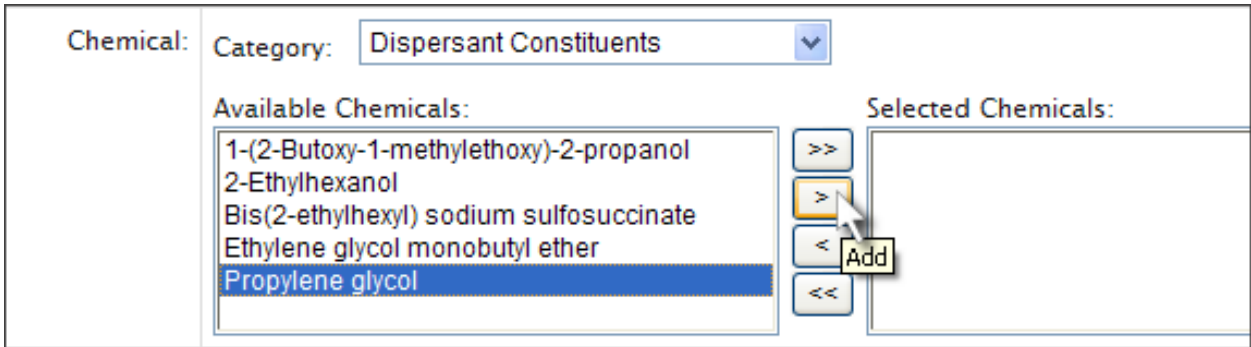 Chemical: Category: Dispersant Constituents
Available Chemicals: Selected Chemicals:
1-(2-Butoxy-1-methylethoxy)-2-propanol
2-Ethylhexanol
Bis(2-ethylhexyl) sodium sulfosuccinate
Ethylene glycol monobutyl ether
Propylene glycol
>>
>
<
Add
<<